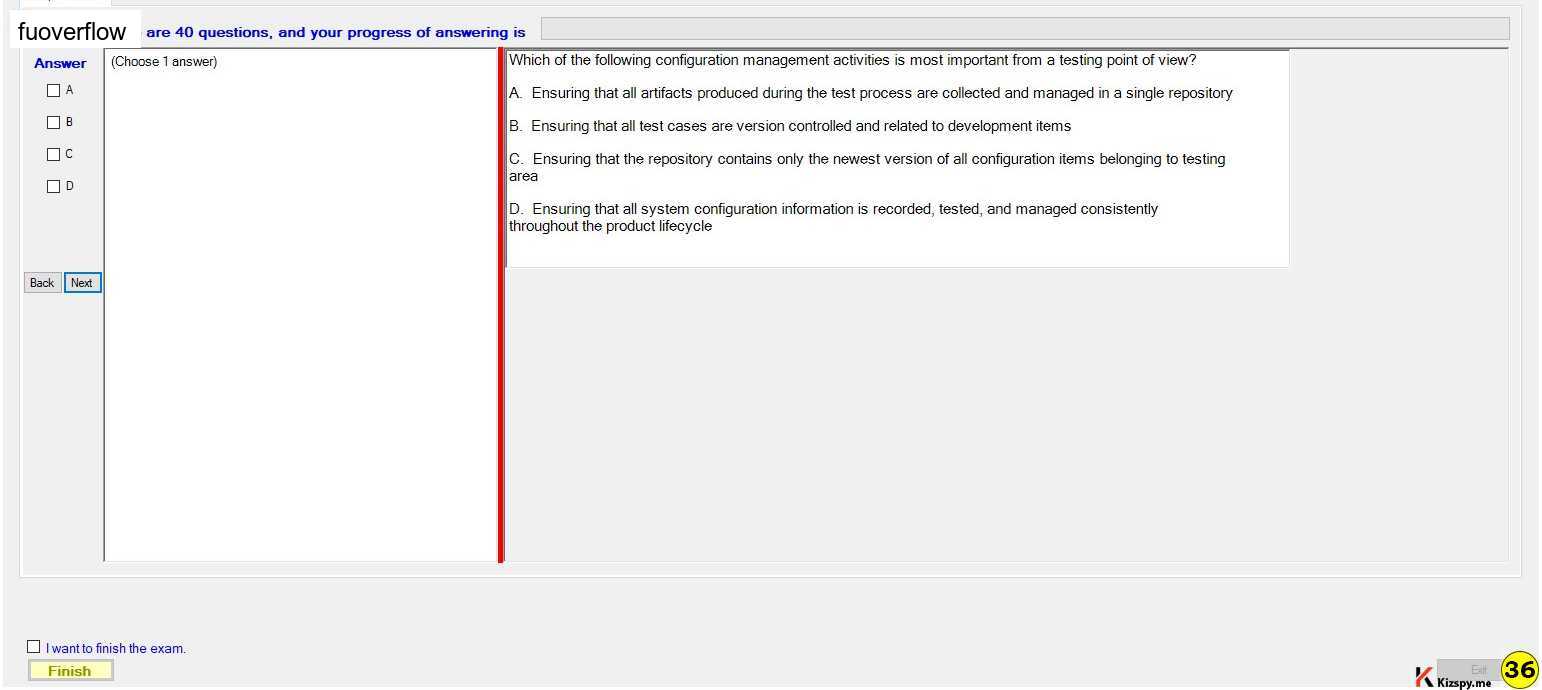 fuoverflow are 40 questions, and your progress of answering is
Answer
A
B
C
D
Back Next
(Choose 1 answer)
Which of the following configuration management activities is most important from a testing point of view?
A. Ensuring that all artifacts produced during the test process are collected and managed in a single repository
B. Ensuring that all test cases are version controlled and related to development items
C. Ensuring that the repository contains only the newest version of all configuration items belonging to testing
area
D. Ensuring that all system configuration information is recorded, tested, and managed consistently
throughout the product lifecycle
I want to finish the exam.
Finish
Exit
Kizspy.me
36